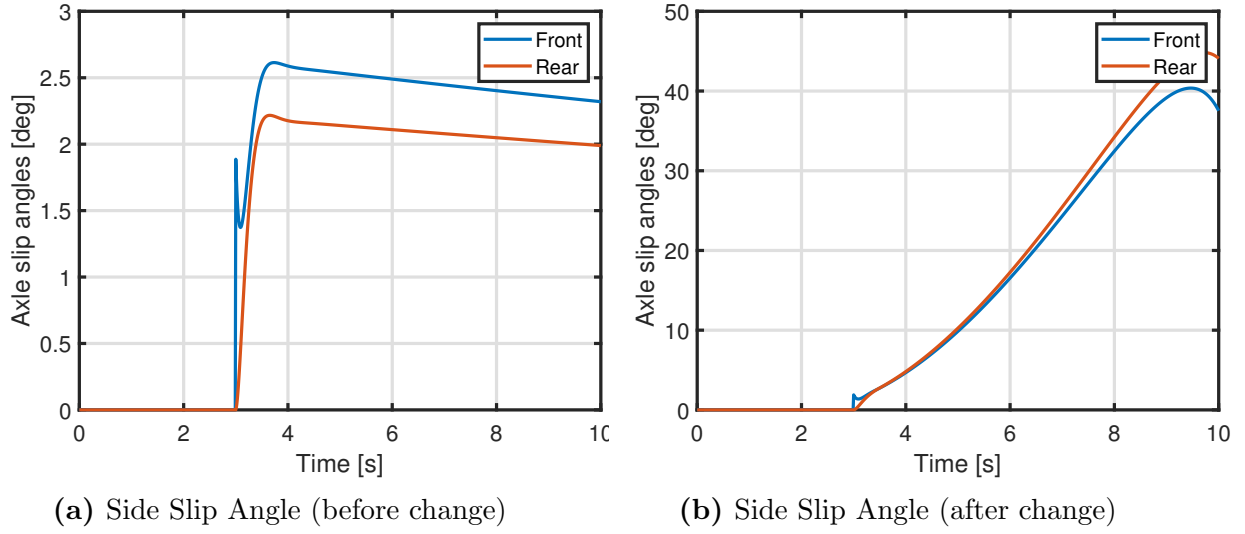 3
2.5
2
1.5
1
0.5
0
0 2 4 6 8 10
Axle slip angles [deg]
Time [s]
Front
Rear
(a) Side Slip Angle (before change)
50
40
30
20
10
0
0 2 4 6 8 10
Axle slip angles [deg]
Time [s]
Front
Rear
(b) Side Slip Angle (after change)